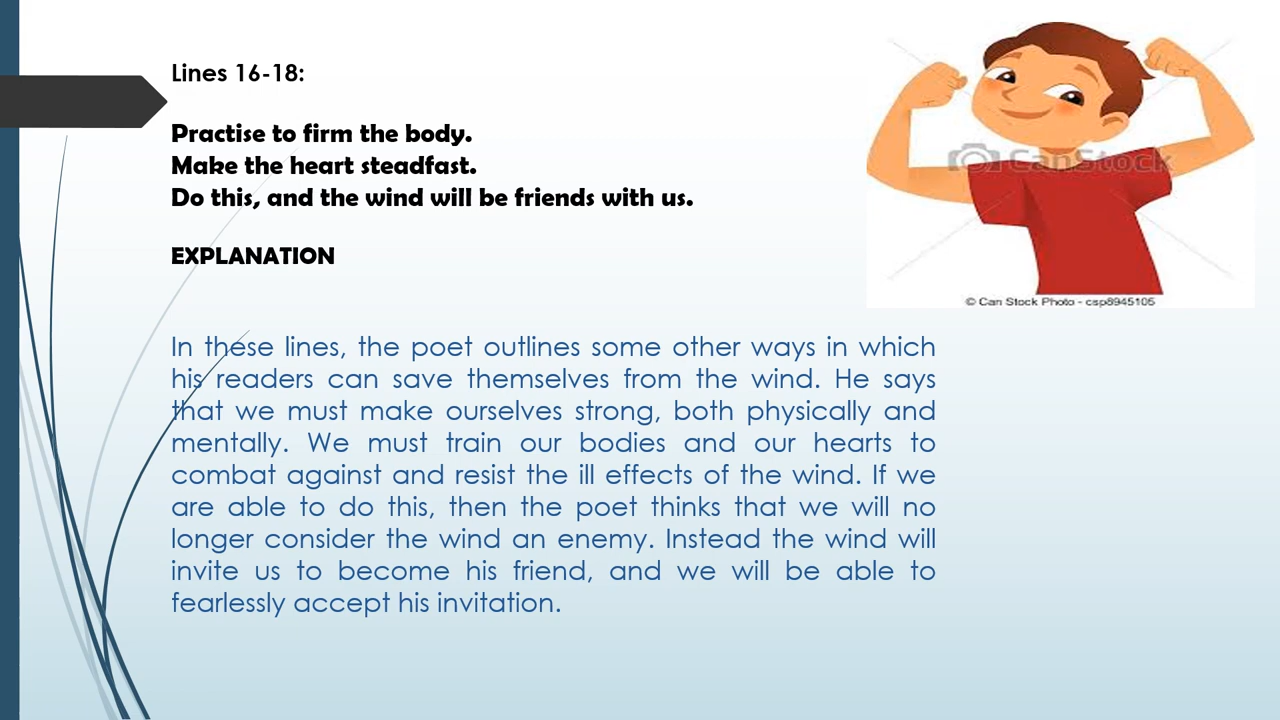 Lines 16-18:
Practise to firm the body.
Make the heart steadfast.
Do this, and the wind will be friends with us.
EXPLANATION
In these lines, the poet outlines some other ways in which
his readers can save themselves from the wind. He says
that we must make ourselves strong, both physically and
mentally. We must train our bodies and our hearts to
combat against and resist the ill effects of the wind. If we
are able to do this, then the poet thinks that we will no
longer consider the wind an enemy. Instead the wind will
invite us to become his friend, and we will be able to
fearlessly accept his invitation.
CanStock
© Can Stock Photo - csp8945105